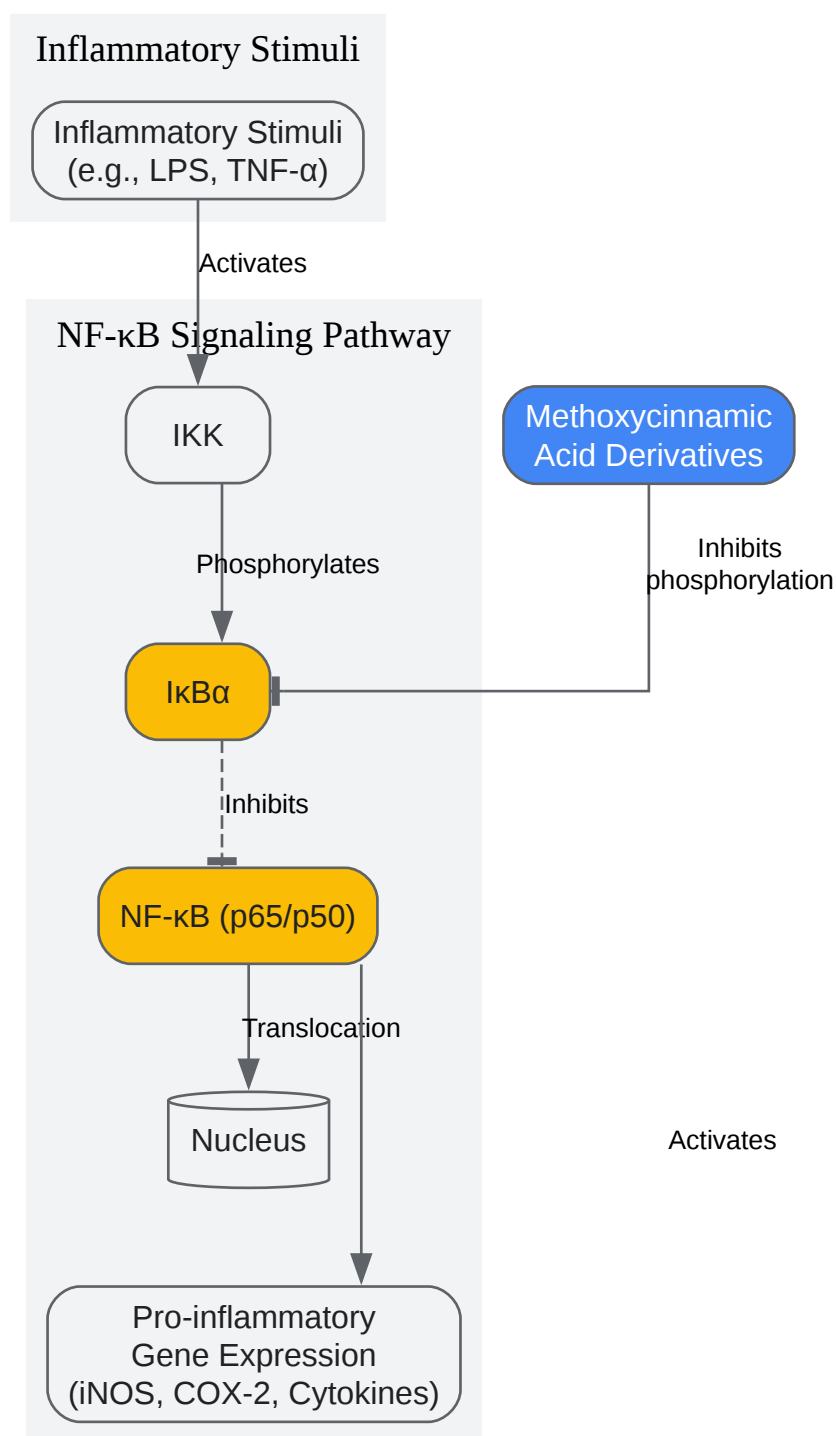 Inflammatory Stimuli
Inflammatory Stimuli
(e.g., LPS, TNF-α)
Activates
NF-κB Signaling Pathway
IKK
Methoxycinnamic
Acid Derivatives
Phosphorylates
Inhibits
phosphorylation
IκBα
Inhibits
NF-κB (p65/p50)
Translocation
Nucleus
Activates
Pro-inflammatory
Gene Expression
(iNOS, COX-2, Cytokines)